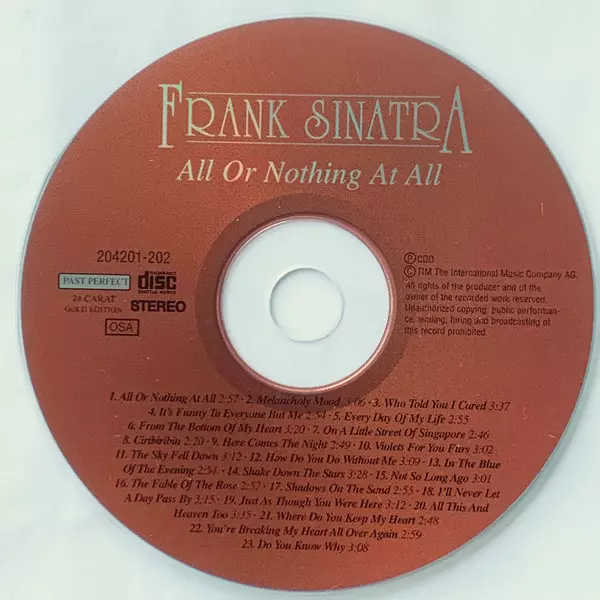 FRANK SINATRA
All Or Nothing At All
204201-202
PAST PERFECT
24 CARAT
GOLD EDITION
COMPACT
disc
DIGITAL AUDIO
STEREO
OSA
Ⓟ CDD
© TIM The International Music Company AG.
All rights of the producer and of the
owner of the recorded work reserved.
Unauthorized copying, public performan-
ce, lending, hiring and broadcasting of
this record prohibited.
1. All Or Nothing At All 2:57 · 2. Melancholy Mood 3:06 · 3. Who Told You I Cared 3:37
4. It's Funny To Everyone But Me 2:54 · 5. Every Day Of My Life 2:55
6. From The Bottom Of My Heart 3:20 · 7. On A Little Street Of Singapore 2:46
8. Ciribiribin 2:20 · 9. Here Comes The Night 2:49 · 10. Violets For You Furs 3:02
11. The Sky Fell Down 3:12 · 12. How Do You Do Without Me 3:09 · 13. In The Blue
Of The Evening 2:54 · 14. Shake Down The Stars 3:28 · 15. Not So Long Ago 3:01
16. The Fable Of The Rose 2:57 · 17. Shadows On The Sand 2:55 · 18. I'll Never Let
A Day Pass By 3:15 · 19. Just As Though You Were Here 3:12 · 20. All This And
Heaven Too 3:35 · 21. Where Do You Keep My Heart 2:48
22. You're Breaking My Heart All Over Again 2:59
23. Do You Know Why 3:08